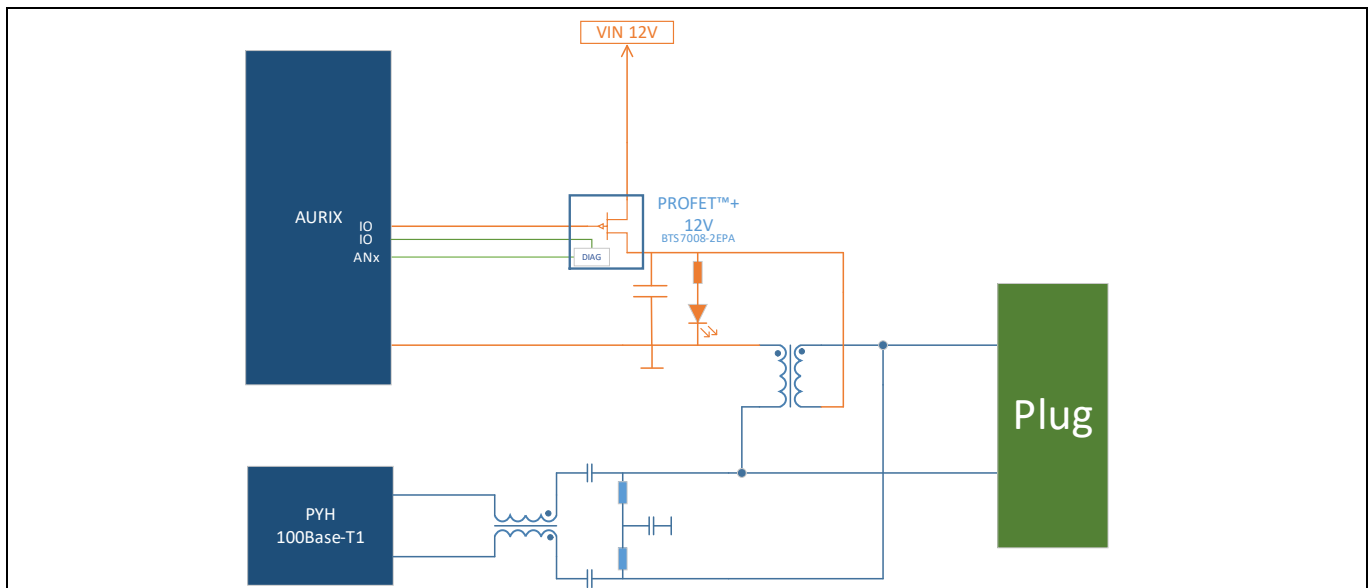 VIN 12V
AURIX
IO
IO
ANx
PROFET™+
12V
BTS7008-2EPA
DIAG
Plug
PYH
100Base-T1